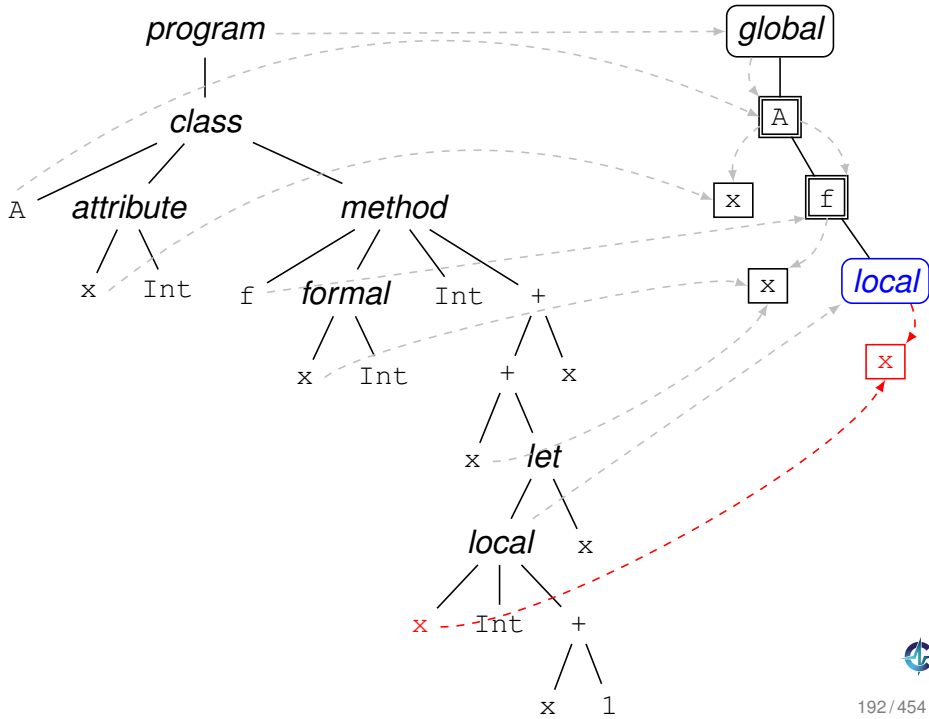 program global
A
class
A attribute method x f
x Int f formal Int + x local
x Int + x x
x let
local x
x Int +
x 1
192 / 454